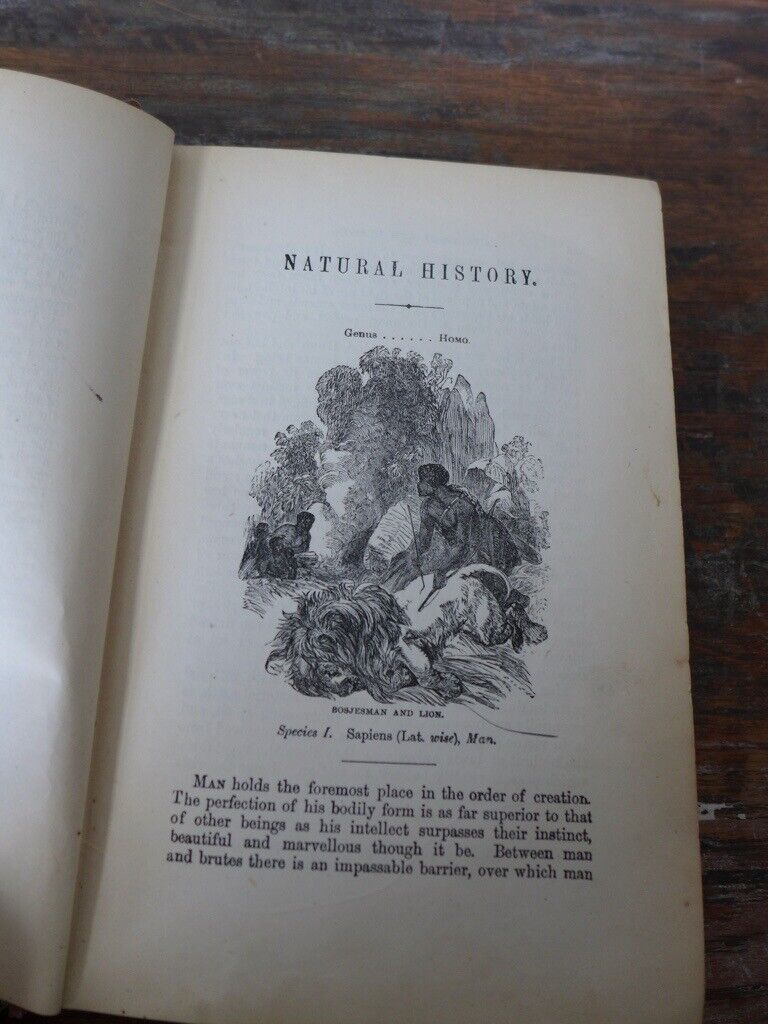 NATURAL HISTORY.
Genus . . . . . . HOMO.
BOSJESMAN AND LION.
Species I. Sapiens (Lat. wise), Man.
MAN holds the foremost place in the order of creation.
The perfection of his bodily form is as far superior to that
of other beings as his intellect surpasses their instinct,
beautiful and marvellous though it be. Between man
and brutes there is an impassable barrier, over which man